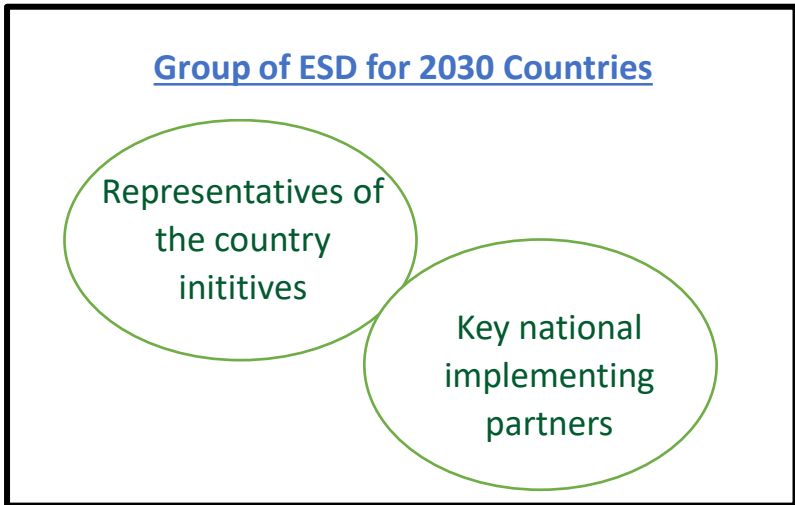 Group of ESD for 2030 Countries
Representatives of
the country
inititives
Key national
implementing
partners